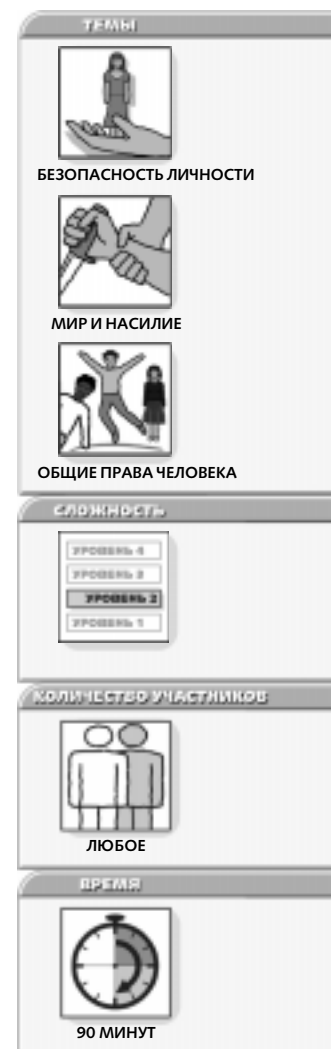 ТЕМЫ
БЕЗОПАСНОСТЬ ЛИЧНОСТИ
МИР И НАСИЛИЕ
ОБЩИЕ ПРАВА ЧЕЛОВЕКА
СЛОЖНОСТЬ
УРОВЕНЬ 4
УРОВЕНЬ 3
УРОВЕНЬ 2
УРОВЕНЬ 1
КОЛИЧЕСТВО УЧАСТНИКОВ
ЛЮБОЕ
ВРЕМЯ
90 МИНУТ